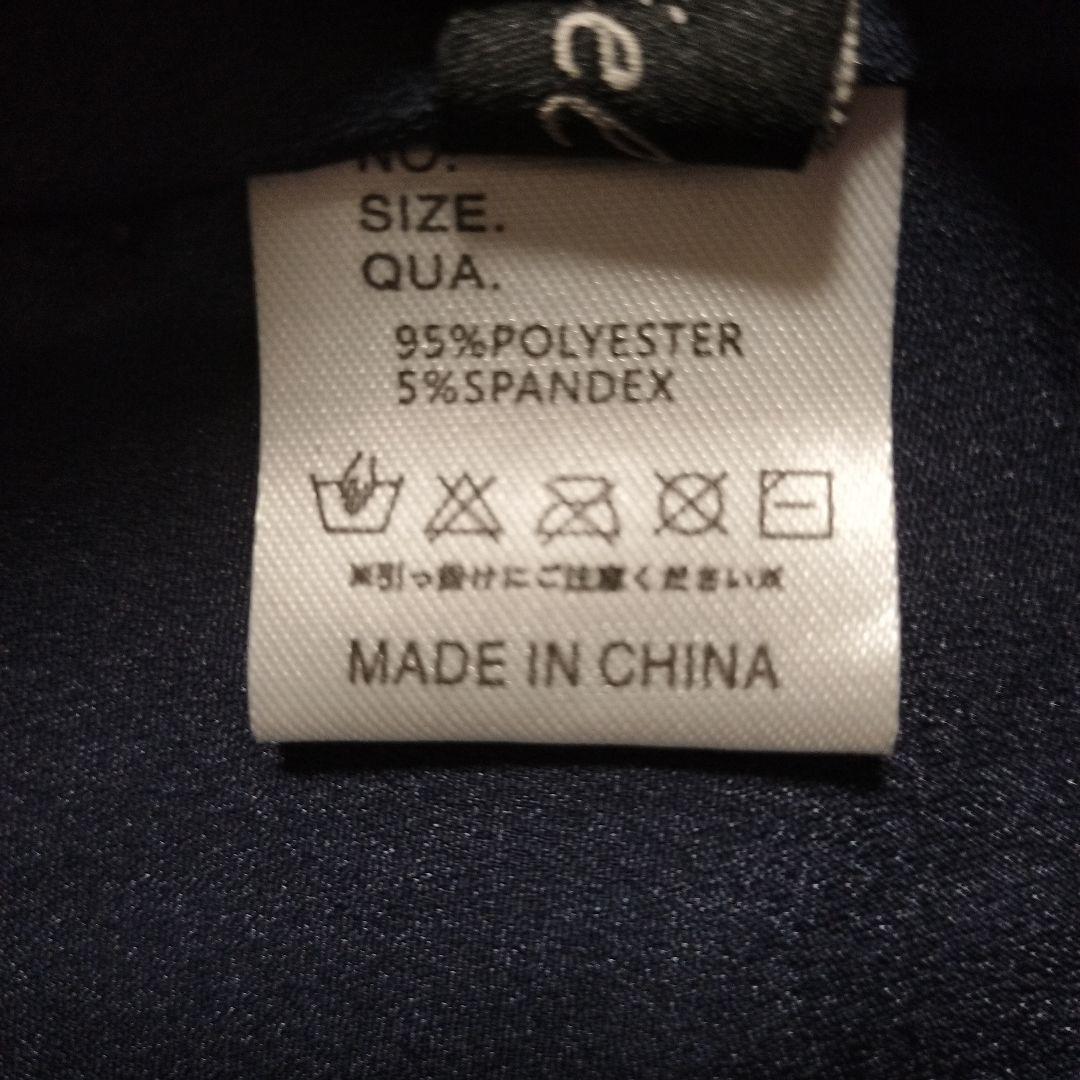 NO.
SIZE.
QUA.
95%POLYESTER
5%SPANDEX
※引っ掛けにご注意ください※
MADE IN CHINA